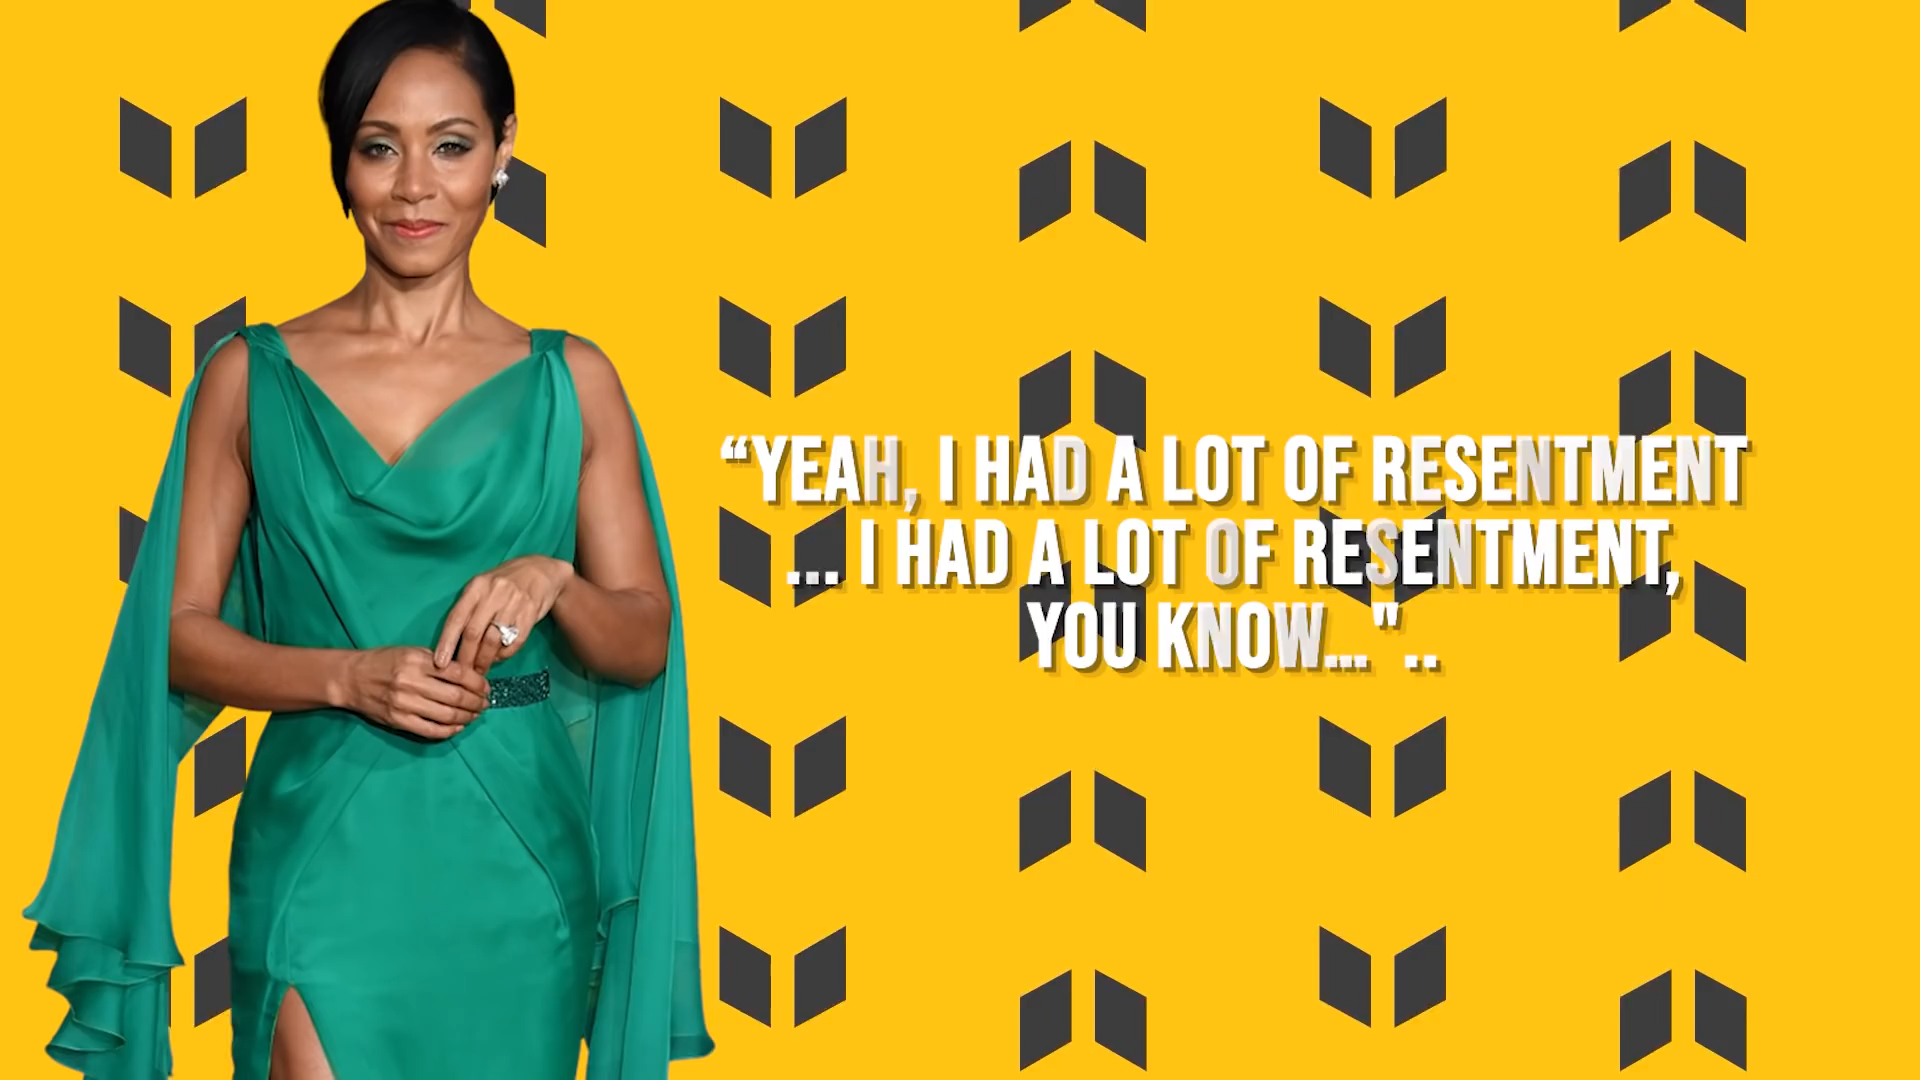 “YEAH, I HAD A LOT OF RESENTMENT
... I HAD A LOT OF RESENTMENT,
YOU KNOW..."..